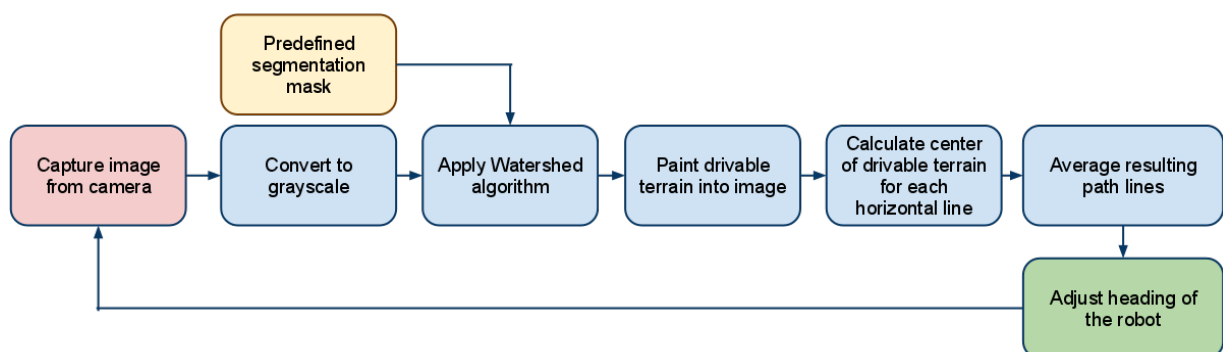 Predefined
segmentation
mask
Capture image
from camera
Convert to
grayscale
Apply Watershed
algorithm
Paint drivable
terrain into image
Calculate center
of drivable terrain
for each
horizontal line
Average resulting
path lines
Adjust heading of
the robot